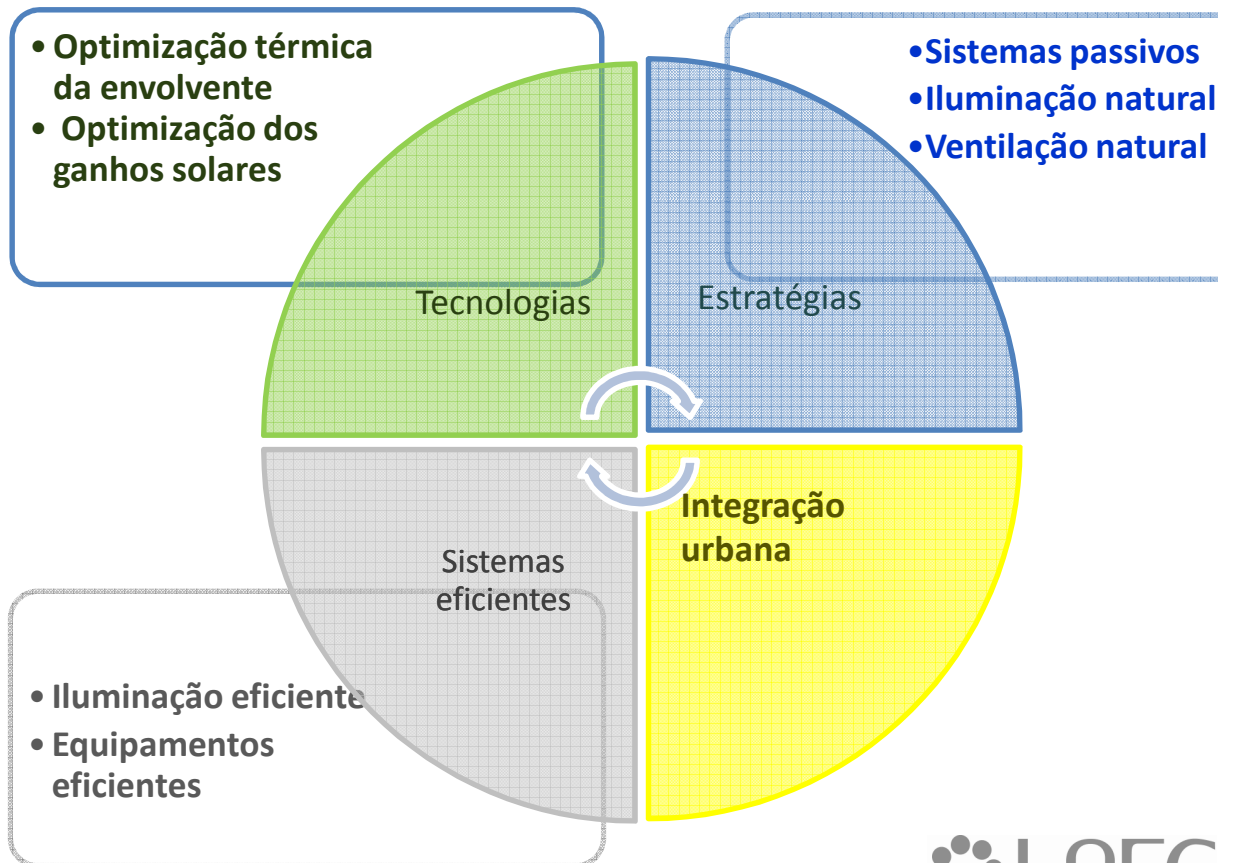 • Optimização térmica
da envolvente
• Optimização dos
ganhos solares
•Sistemas passivos
•Iluminação natural
•Ventilação natural
Tecnologias
Estratégias
Integração
urbana
Sistemas
eficientes
• Iluminação eficiente
• Equipamentos
eficientes